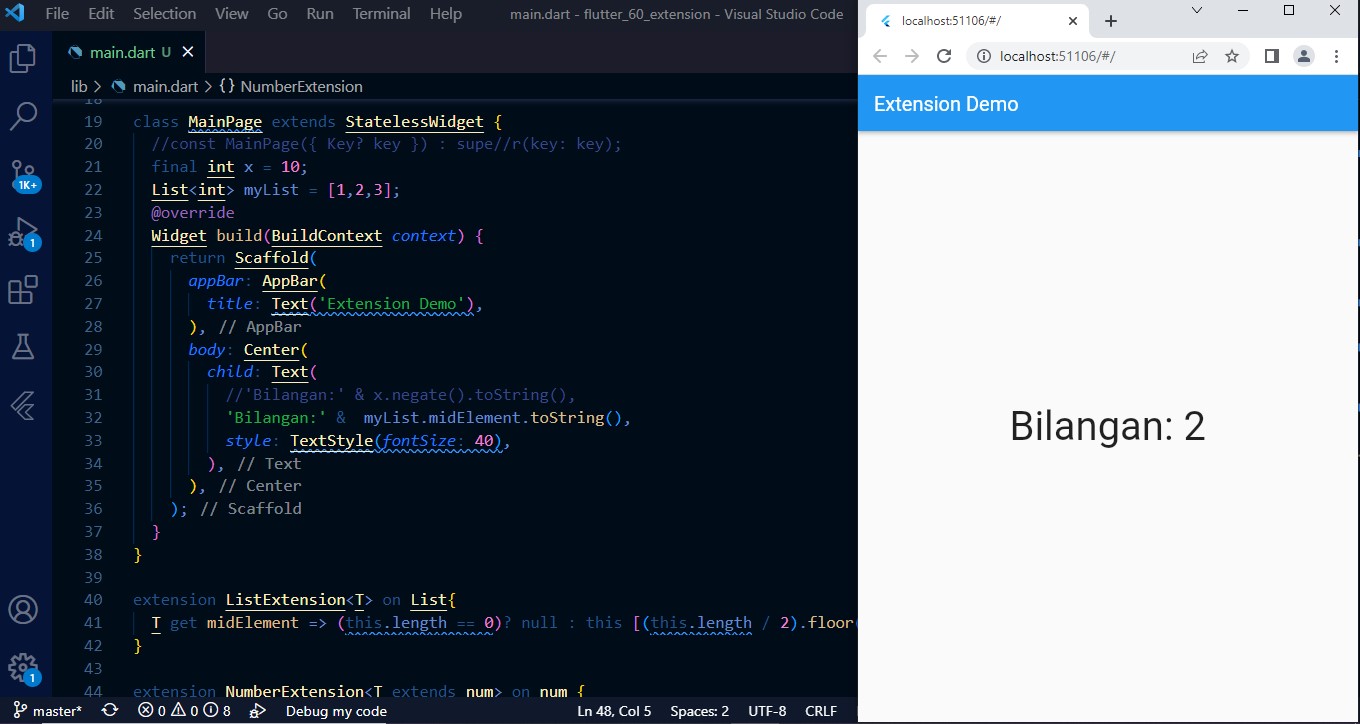 File Edit Selection View Go Run Terminal Help main.dart - flutter_60_extension - Visual Studio Code
main.dart U
lib > main.dart > {} NumberExtension
18
19 class MainPage extends StatelessWidget {
20 //const MainPage({ Key? key }) : supe//r(key: key);
21 final int x = 10;
22 List<int> myList = [1,2,3];
23 @override
24 Widget build(BuildContext context) {
25 return Scaffold(
26 appBar: AppBar(
27 title: Text('Extension Demo'),
28 ), // AppBar
29 body: Center(
30 child: Text(
31 //'Bilangan:' & x.negate().toString(),
32 'Bilangan:' &  myList.midElement.toString(),
33 style: TextStyle(fontSize: 40),
34 ), // Text
35 ), // Center
36 ); // Scaffold
37 }
38 }
39
40 extension ListExtension<T> on List{
41 T get midElement => (this.length == 0)? null : this [(this.length / 2).floor(
42 }
43
44 extension NumberExtension<T extends num> on num {
1K+
1
1
master* 0 0 8 Debug my code Ln 48, Col 5 Spaces: 2 UTF-8 CRLF
localhost:51106/#/
localhost:51106/#/
Extension Demo
Bilangan: 2